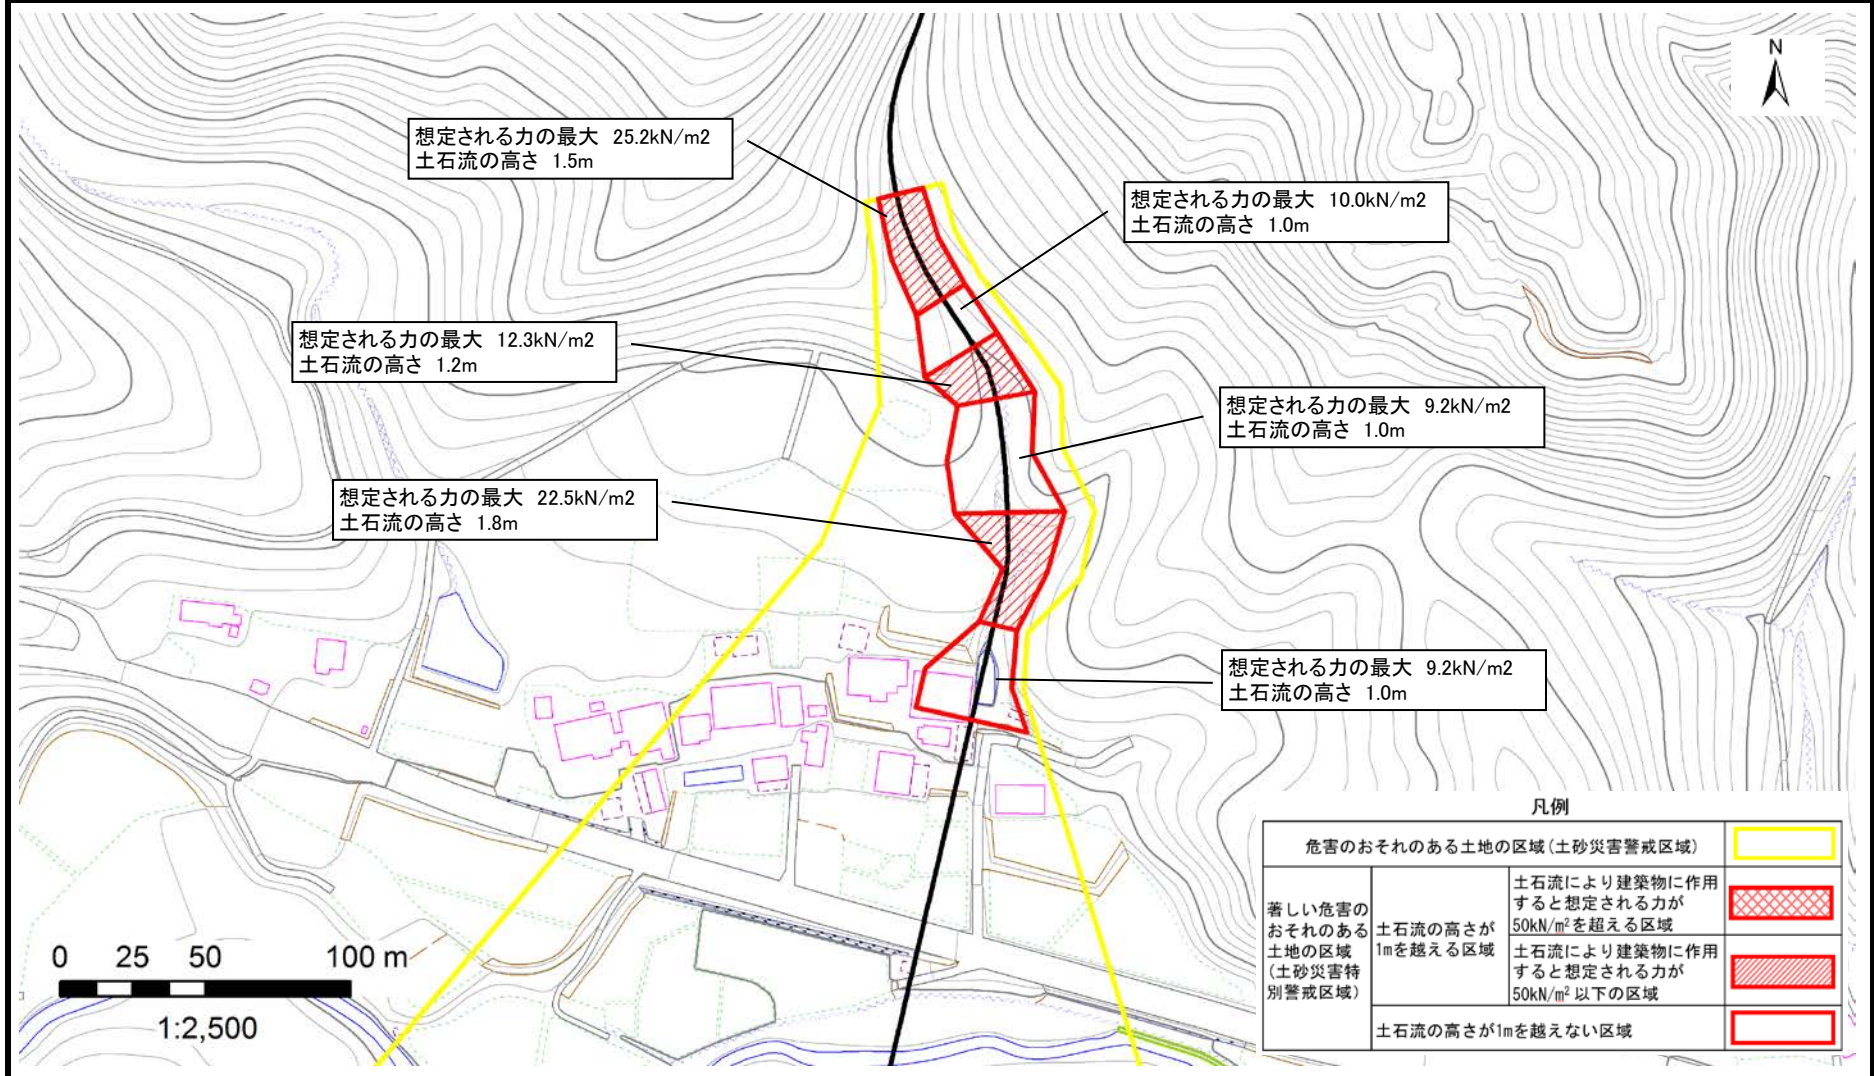 N
想定される力の最大 25.2kN/m2
土石流の高さ 1.5m
想定される力の最大 10.0kN/m2
土石流の高さ 1.0m
想定される力の最大 12.3kN/m2
土石流の高さ 1.2m
想定される力の最大 9.2kN/m2
土石流の高さ 1.0m
想定される力の最大 22.5kN/m2
土石流の高さ 1.8m
想定される力の最大 9.2kN/m2
土石流の高さ 1.0m
0 25 50 100 m
1:2,500
凡例
危害のおそれのある土地の区域(土砂災害警戒区域)
著しい危害の
おそれのある
土地の区域
(土砂災害特
別警戒区域)
土石流の高さが
1mを越える区域
土石流により建築物に作用
すると想定される力が
50kN/m²を超える区域
土石流により建築物に作用
すると想定される力が
50kN/m²以下の区域
土石流の高さが1mを越えない区域